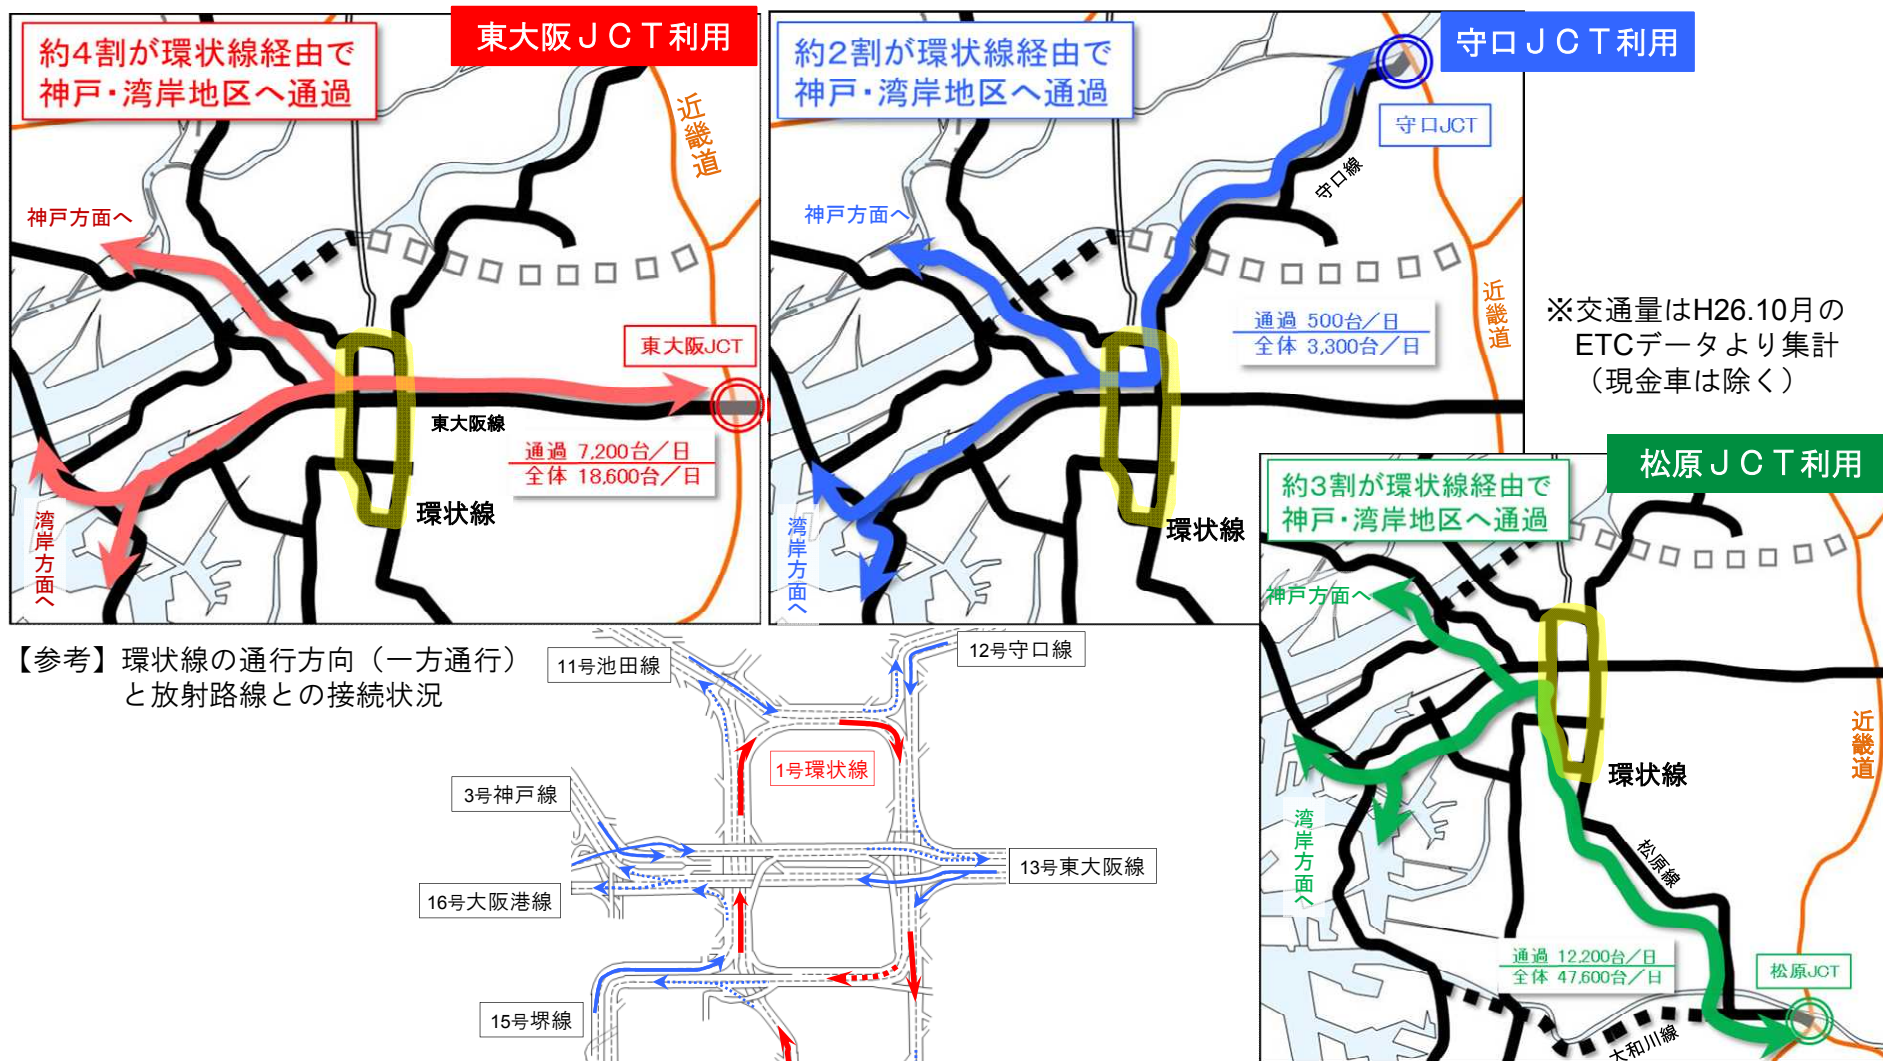 東大阪ＪＣＴ利用
約４割が環状線経由で
神戸・湾岸地区へ通過
近畿道
神戸方面へ
東大阪JCT
東大阪線
通過 7,200台／日
全体 18,600台／日
環状線
湾岸方面へ
守口ＪＣＴ利用
約２割が環状線経由で
神戸・湾岸地区へ通過
守口JCT
守口線
神戸方面へ
近畿道
通過 500台／日
全体 3,300台／日
環状線
湾岸方面へ
※交通量はH26.10月の
ETCデータより集計
（現金車は除く）
松原ＪＣＴ利用
約３割が環状線経由で
神戸・湾岸地区へ通過
神戸方面へ
近畿道
環状線
湾岸方面へ
松原線
通過 12,200台／日
全体 47,600台／日
松原JCT
大和川線
【参考】環状線の通行方向（一方通行）
と放射路線との接続状況
11号池田線
12号守口線
1号環状線
3号神戸線
13号東大阪線
16号大阪港線
15号堺線